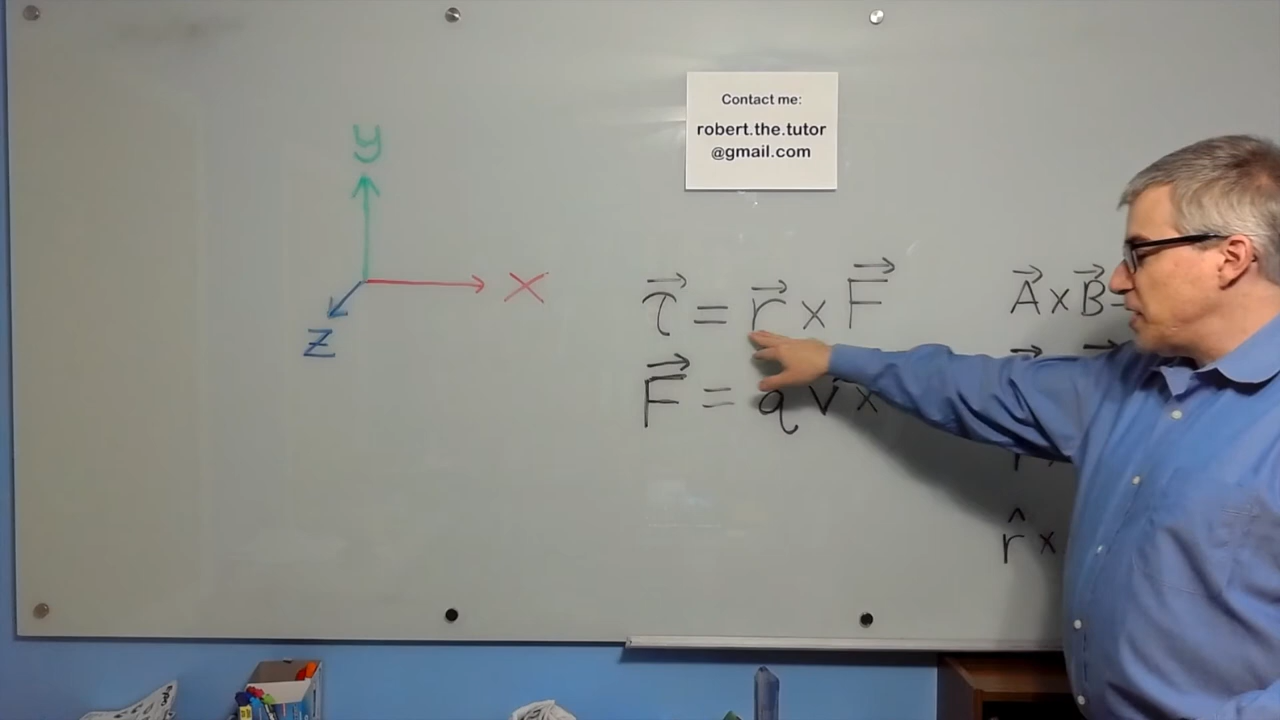 Contact me:
robert.the.tutor
@gmail.com
y
x
z
τ⃗ = r⃗ × F⃗
F⃗ = q v⃗ ×
A⃗ × B⃗ =
r̂ ×